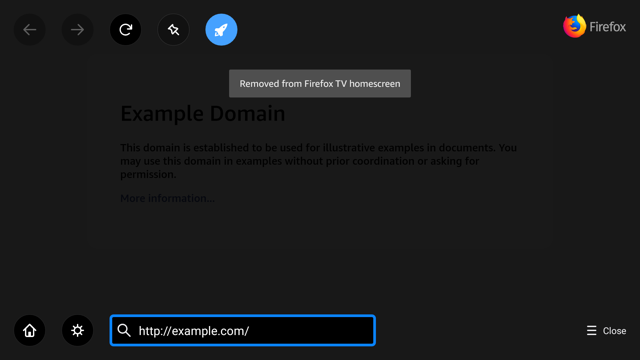 Firefox
Removed from Firefox TV homescreen
Example Domain
This domain is established to be used for illustrative examples in documents. You
may use this domain in examples without prior coordination or asking for
permission.
More information...
http://example.com/
Close